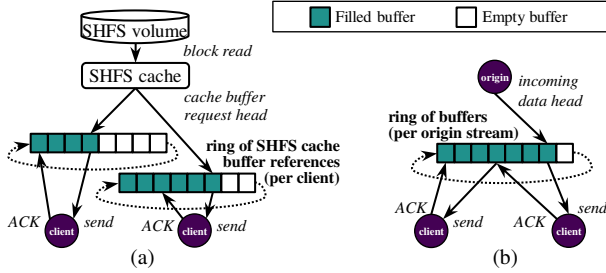 Filled buffer
Empty buffer
SHFS volume
block read
SHFS cache
cache buffer
request head
ring of SHFS cache
buffer references
(per client)
ACK
send
client
ACK
send
client
(a)
origin
incoming
data head
ring of buffers
(per origin stream)
ACK
send
client
ACK
send
client
(b)